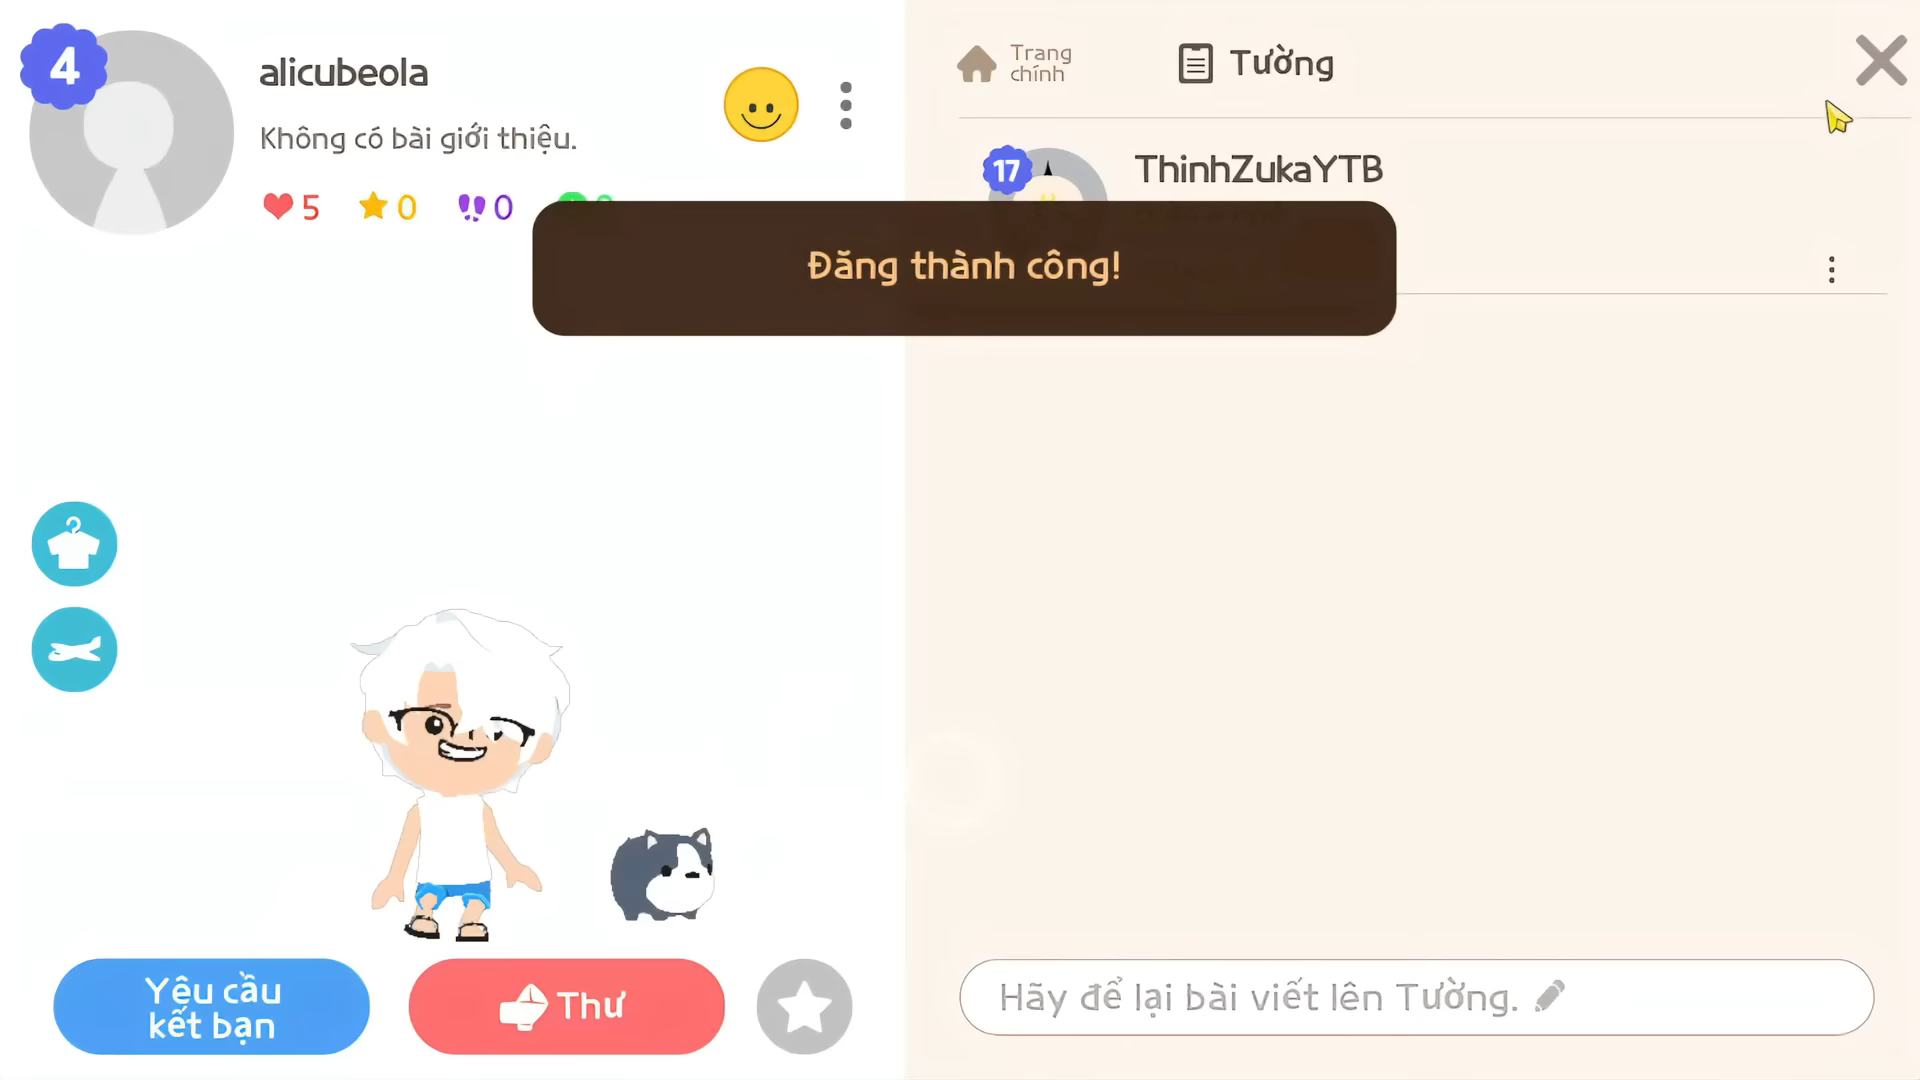 4
alicubeola
Không có bài giới thiệu.
5 0 0
Trang
chính
Tường
17
ThinhZukaYTB
Đăng thành công!
Yêu cầu
kết bạn
Thư
Hãy để lại bài viết lên Tường.